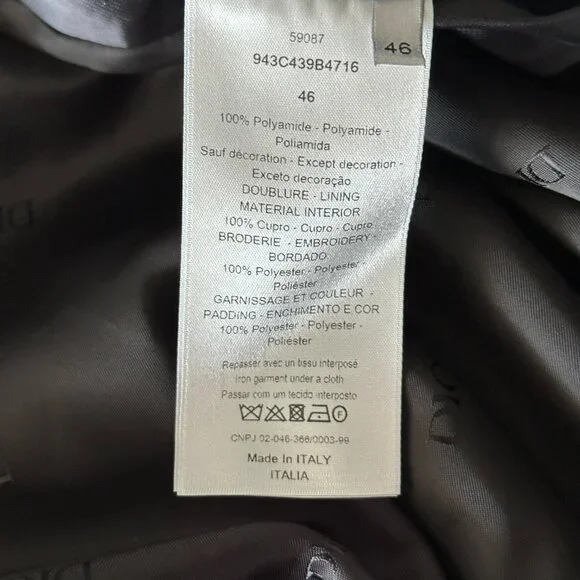 59087
46
943C439B4716
46
100% Polyamide - Polyamide -
Poliamida
Sauf décoration - Except decoration -
Exceto decoração
DOUBLURE - LINING
MATERIAL INTERIOR
100% Cupro - Cupro - Cupro
BRODERIE - EMBROIDERY -
BORDADO
100% Polyester - Polyester -
Poliéster
GARNISSAGE ET COULEUR -
PADDING - ENCHIMENTO E COR
100% Polyester - Polyester -
Poliéster
Repasser avec un tissu interposé
Iron garment under a cloth
Passar com um tecido interposto
CNPJ 02-046-366/0003-99
Made In ITALY
ITALIA